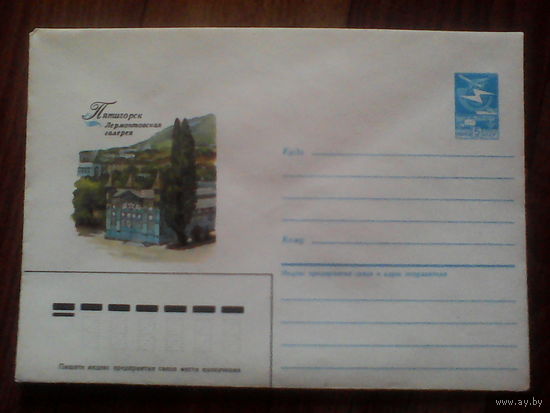 Пятигорск
Лермонтовская
галерея
Куда
Кому
Индекс предприятия связи и адрес отправителя
Пишите индекс предприятия связи места назначения
www.ay.by